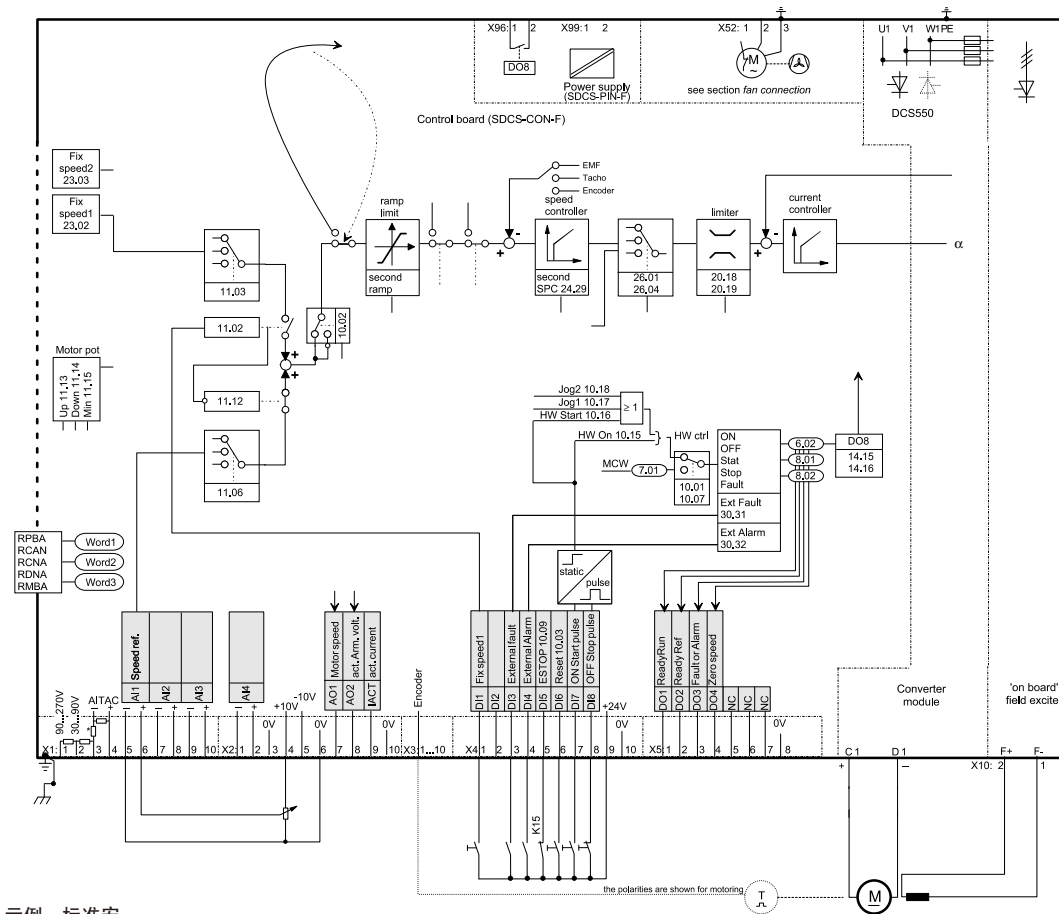 X96: 1 2 X99: 1 2
X52: 1 2 3
U1 V1 W1 PE
DO8
Power supply
(SDCS-PIN-F)
M
~
see section fan connection
DCS550
Control board (SDCS-CON-F)
Fix
speed2
23.03
Fix
speed1
23.02
EMF
Tacho
Encoder
ramp
limit
speed
controller
limiter
current
controller
- + - + -
α
second
ramp
second
SPC 24.29
26.01
26.04
20.18
20.19
11.03
11.02
10.02
+
+
Motor pot
Up 11.13
Down 11.14
Min 11.15
11.12
11.06
Jog2 10.18
Jog1 10.17
HW Start 10.16
≥ 1
HW On 10.15
HW ctrl
MCW 7.01
10.01
10.07
ON
OFF
Stat
Stop
Fault
Ext Fault
30.31
Ext Alarm
30.32
6.02
8.01
8.02
DO8
14.15
14.16
static
pulse
RPBA
RCAN
RCNA
RDNA
RMBA
Word1
Word2
Word3
AI1 Speed ref.
AI2
AI3
AI4
AO1 Motor speed
AO2 act. Arm. volt.
IACT act. current
Encoder
DI1 Fix speed1
DI2
DI3 External fault
DI4 External Alarm
DI5 ESTOP 10.09
DI6 Reset 10.03
DI7 ON Start pulse
DI8 OFF Stop pulse
DO1 ReadyRun
DO2 Ready Ref
DO3 Fault or Alarm
DO4 Zero speed
NC
NC
NC
90...270V
30...90V
AITAC
- + - + - + - + - +
+10V
-10V
0V
0V
0V
+24V
0V
0V
Converter
module
'on board'
field excite
X1: 1 2 3 4 5 6 7 8 9 10 X2: 1 2 3 4 5 6 7 8 9 10 X3: 1...10 X4: 1 2 3 4 5 6 7 8 9 10 X5: 1 2 3 4 5 6 7 8
C 1 D 1 F+ F-
X10: 2 1
+ −
K15
the polarities are shown for motoring
T
M
示例，标准安